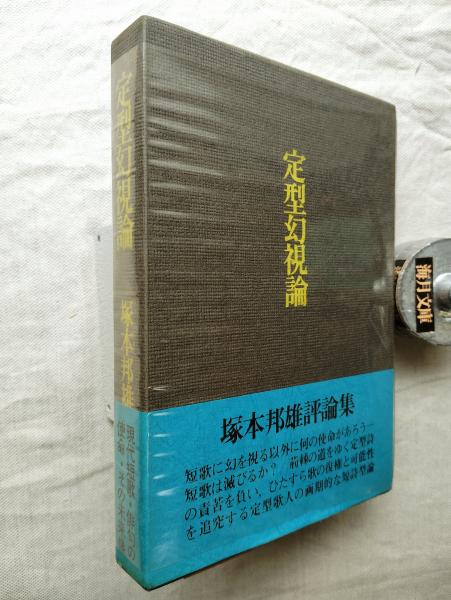 定型幻視論
塚本邦雄
現代短歌・俳句の
使命・その本質論
定型幻視論
塚本邦雄評論集
短歌に幻を視る以外に何の使命があろう―
短歌は滅びるか? 荊棘の道をゆく定型詩
の責苦を負い、ひたすら歌の復権と可能性
を追究する定型歌人の画期的な短詩型論
海月文庫